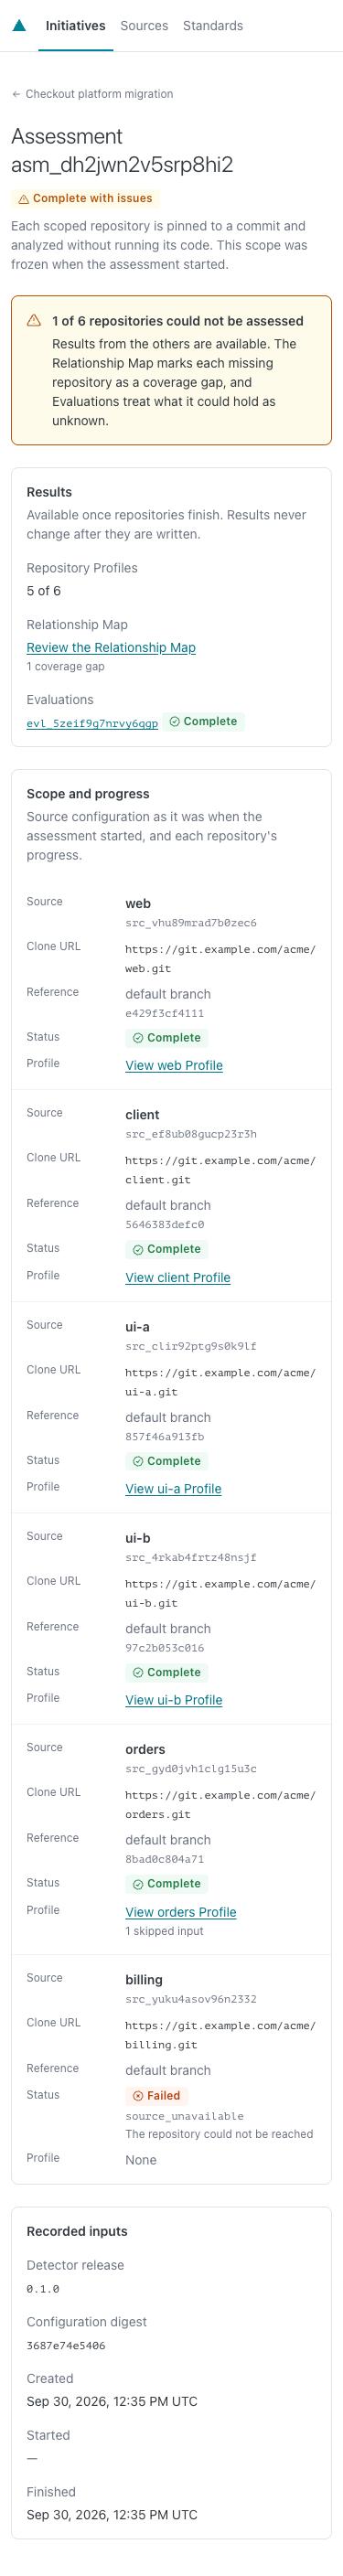 Initiatives Sources Standards
← Checkout platform migration
Assessment
asm_dh2jwn2v5srp8hi2
Complete with issues
Each scoped repository is pinned to a commit and
analyzed without running its code. This scope was
frozen when the assessment started.
1 of 6 repositories could not be assessed
Results from the others are available. The
Relationship Map marks each missing
repository as a coverage gap, and
Evaluations treat what it could hold as
unknown.
Results
Available once repositories finish. Results never
change after they are written.
Repository Profiles
5 of 6
Relationship Map
Review the Relationship Map
1 coverage gap
Evaluations
evl_5zeif9g7nrvy6qgp Complete
Scope and progress
Source configuration as it was when the
assessment started, and each repository's
progress.
Source web
src_vhu89mrad7b0zec6
Clone URL https://git.example.com/acme/
web.git
Reference default branch
e429f3cf4111
Status Complete
Profile View web Profile
Source client
src_ef8ub08gucp23r3h
Clone URL https://git.example.com/acme/
client.git
Reference default branch
5646383defc0
Status Complete
Profile View client Profile
Source ui-a
src_clir92ptg9s0k9lf
Clone URL https://git.example.com/acme/
ui-a.git
Reference default branch
857f46a913fb
Status Complete
Profile View ui-a Profile
Source ui-b
src_4rkab4frtz48nsjf
Clone URL https://git.example.com/acme/
ui-b.git
Reference default branch
97c2b053c016
Status Complete
Profile View ui-b Profile
Source orders
src_gyd0jvh1clg15u3c
Clone URL https://git.example.com/acme/
orders.git
Reference default branch
8bad0c804a71
Status Complete
Profile View orders Profile
1 skipped input
Source billing
src_yuku4asov96n2332
Clone URL https://git.example.com/acme/
billing.git
Reference default branch
Status Failed
source_unavailable
The repository could not be reached
Profile None
Recorded inputs
Detector release
0.1.0
Configuration digest
3687e74e5406
Created
Sep 30, 2026, 12:35 PM UTC
Started
—
Finished
Sep 30, 2026, 12:35 PM UTC